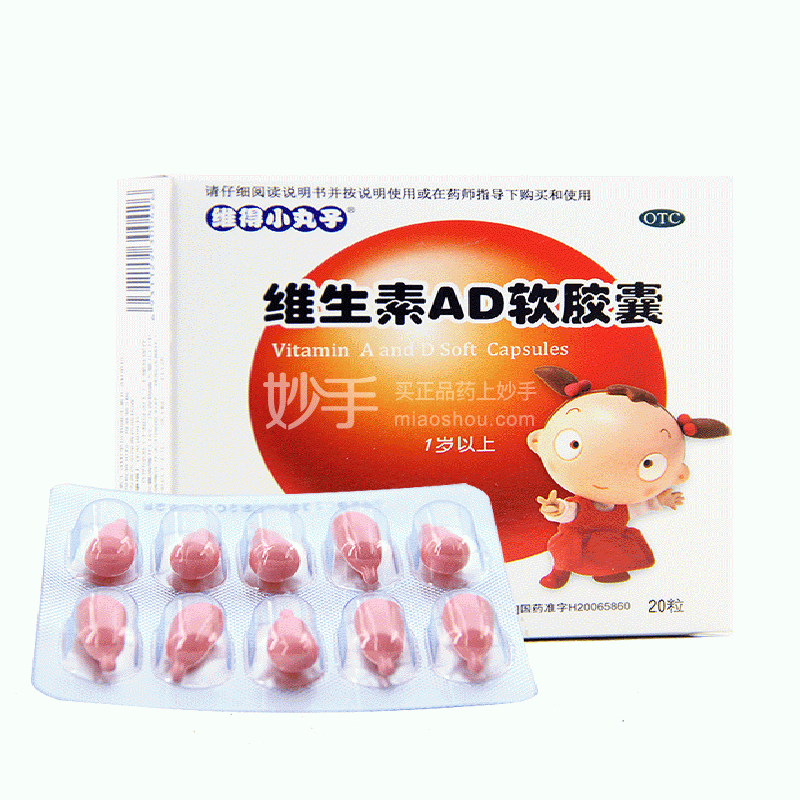 请仔细阅读说明书并按说明使用或在药师指导下购买和使用
维得小丸子®
OTC
维生素AD软胶囊
Vitamin A and D Soft Capsules
妙手
买正品药上妙手
miaoshou.com
1岁以上
国药准字H20065860
20粒